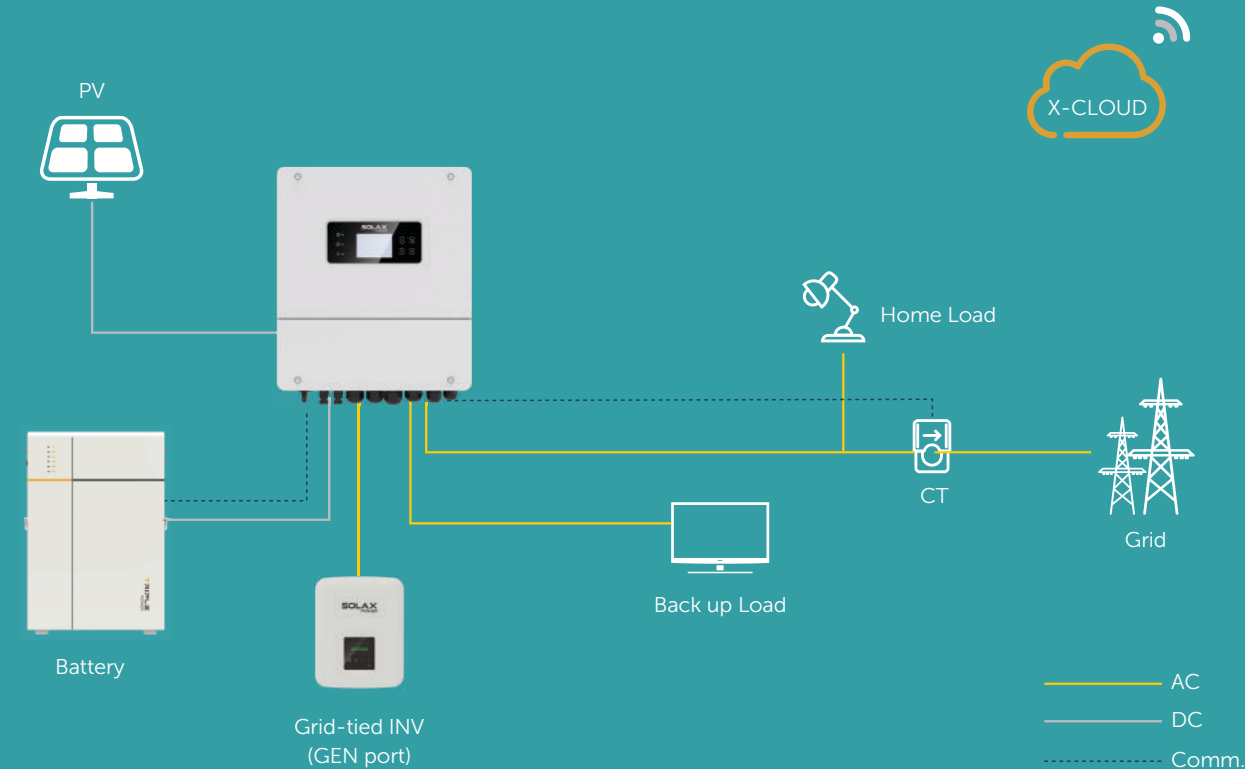 X-CLOUD
PV
SOLAX
Home Load
CT
Grid
Back up Load
Battery
SOLAX
Grid-tied INV
(GEN port)
AC
DC
Comm.